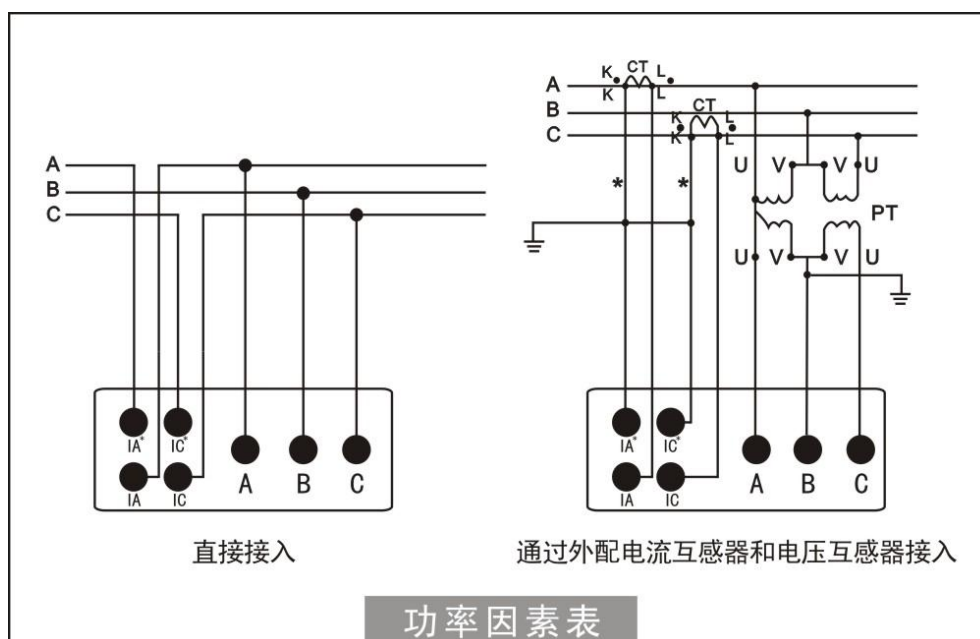 A
B
C
IA* IC*
IA IC
A B C
直接接入
K CT L
A
K L
B
K CT L
C
K L
U V V U
* *
PT
U V V U
IA* IC*
IA IC
A B C
通过外配电流互感器和电压互感器接入
功率因素表